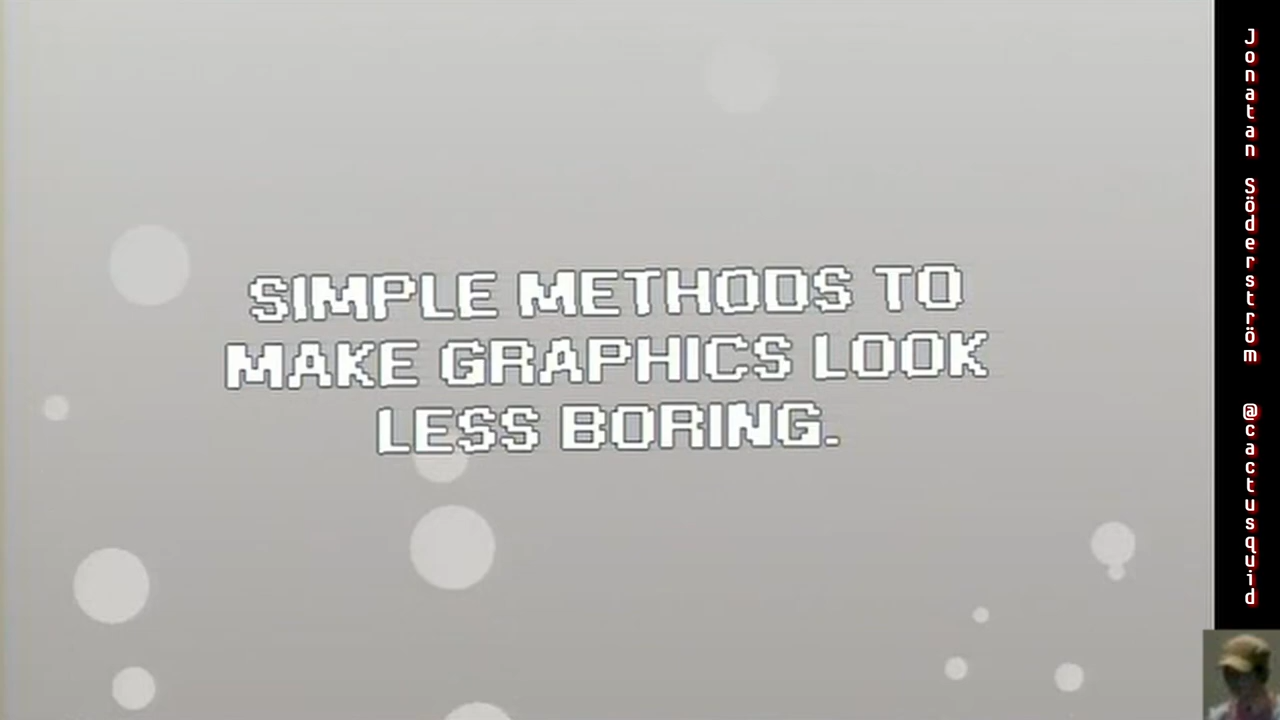 SIMPLE METHODS TO
MAKE GRAPHICS LOOK
LESS BORING.
Jonatan Söderström @cactusquid